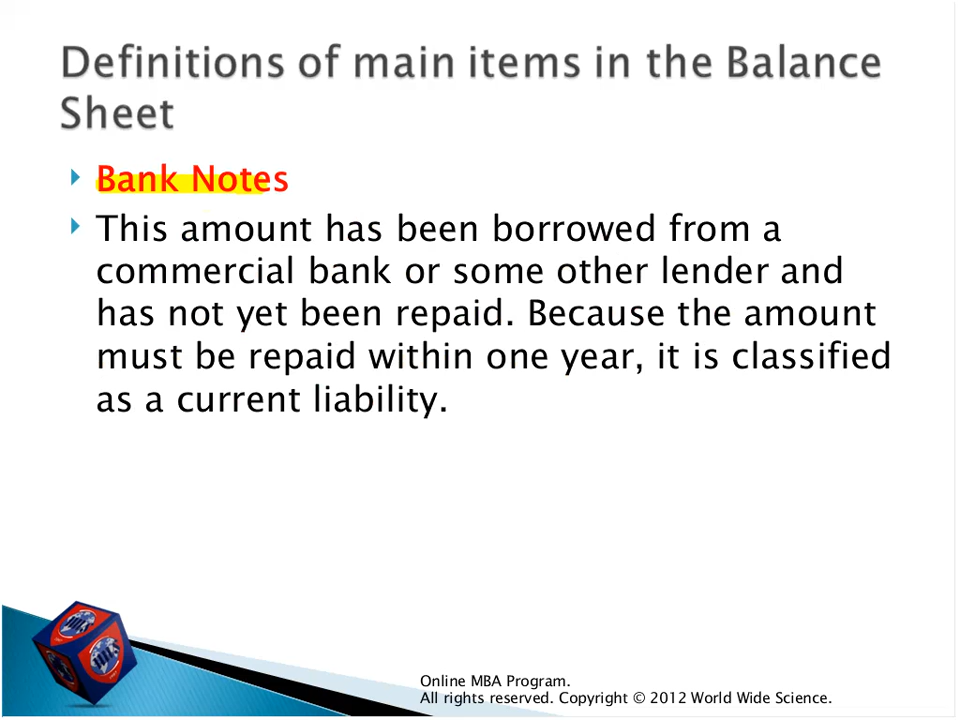 Definitions of main items in the Balance
Sheet
Bank Notes
This amount has been borrowed from a
commercial bank or some other lender and
has not yet been repaid. Because the amount
must be repaid within one year, it is classified
as a current liability.
Online MBA Program.
All rights reserved. Copyright © 2012 World Wide Science.